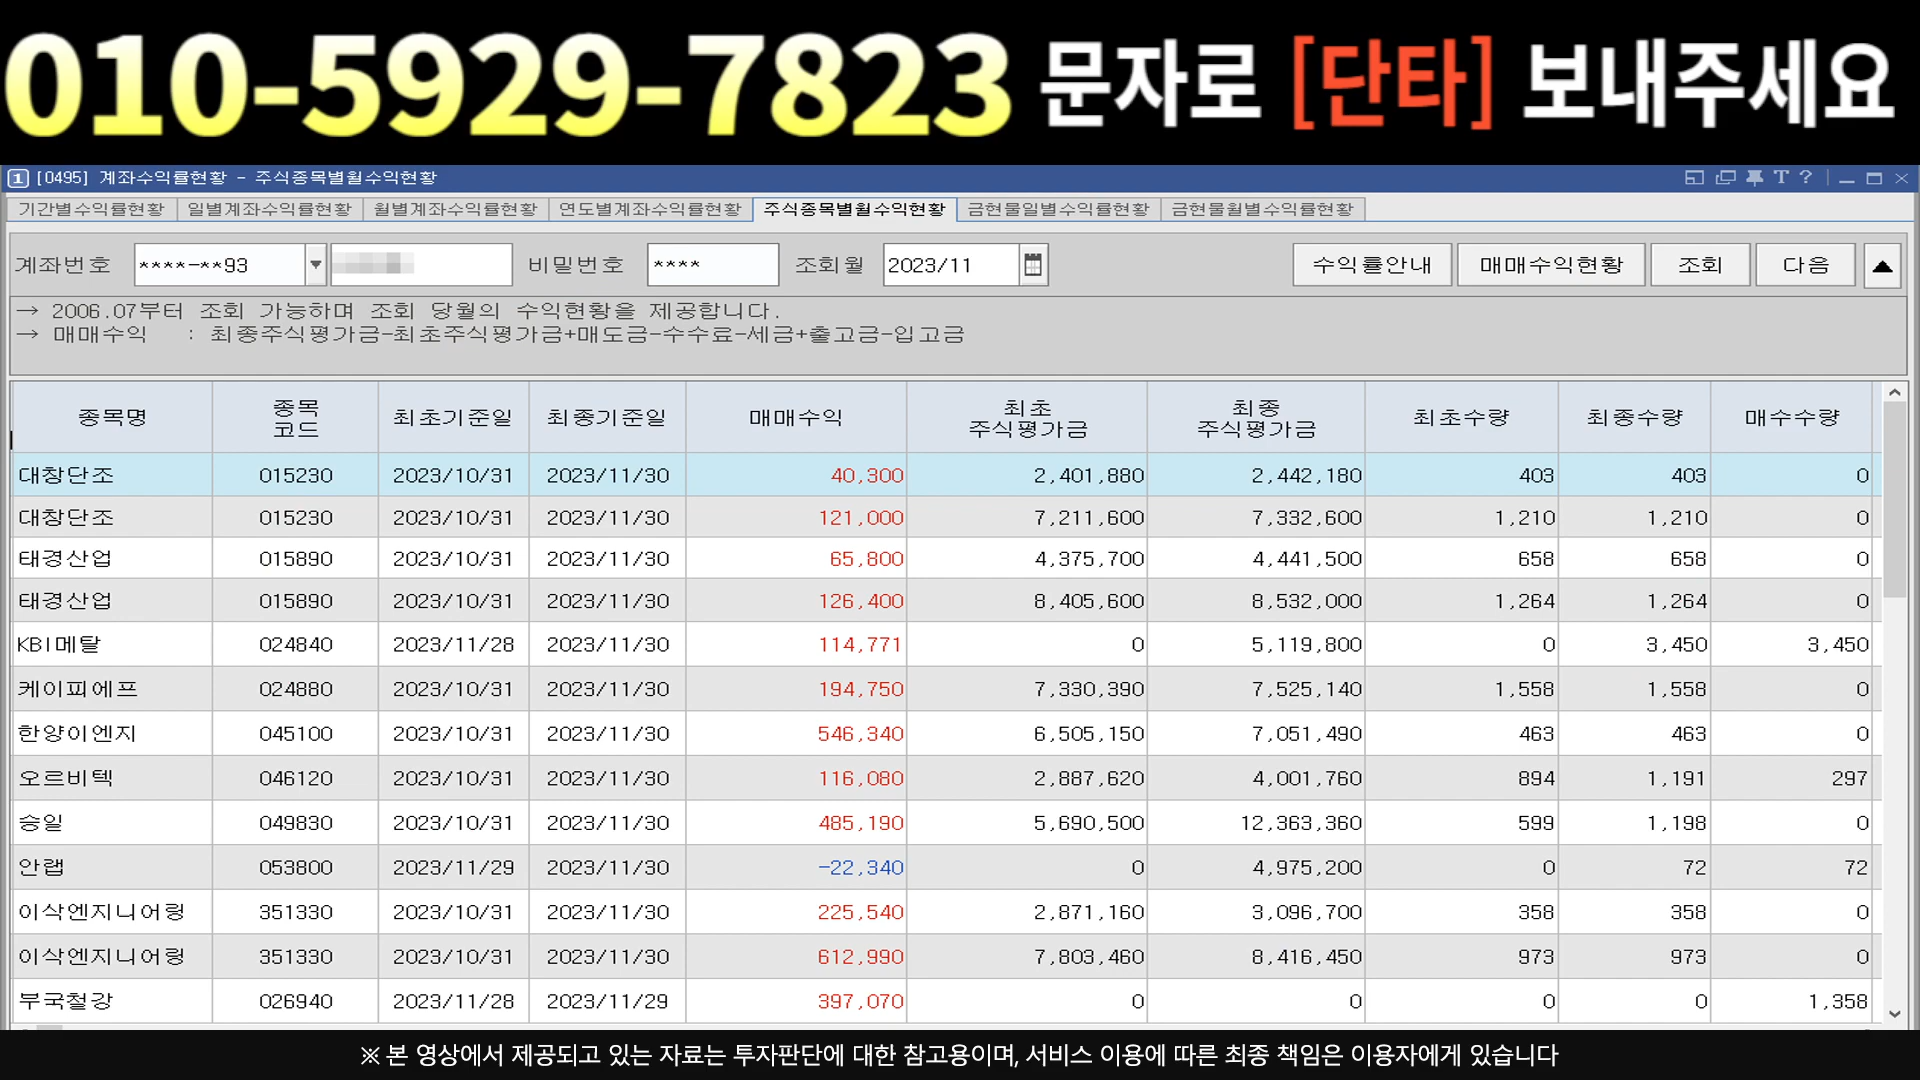 010-5929-7823 문자로 [단타] 보내주세요
1 [0495] 계좌수익률현황 - 주식종목별월수익현황
기간별수익률현황 일별계좌수익률현황 월별계좌수익률현황 연도별계좌수익률현황 주식종목별월수익현황 금현물일별수익률현황 금현물월별수익률현황
계좌번호 ****-**93 비밀번호 **** 조회월 2023/11 수익률안내 매매수익현황 조회 다음
→ 2006.07부터 조회 가능하며 조회 당월의 수익현황을 제공합니다.
→ 매매수익 : 최종주식평가금-최초주식평가금+매도금-수수료-세금+출고금-입고금
종목명 종목코드 최초기준일 최종기준일 매매수익 최초주식평가금 최종주식평가금 최초수량 최종수량 매수수량
대창단조 015230 2023/10/31 2023/11/30 40,300 2,401,880 2,442,180 403 403 0
대창단조 015230 2023/10/31 2023/11/30 121,000 7,211,600 7,332,600 1,210 1,210 0
태경산업 015890 2023/10/31 2023/11/30 65,800 4,375,700 4,441,500 658 658 0
태경산업 015890 2023/10/31 2023/11/30 126,400 8,405,600 8,532,000 1,264 1,264 0
KBI메탈 024840 2023/11/28 2023/11/30 114,771 0 5,119,800 0 3,450 3,450
케이피에프 024880 2023/10/31 2023/11/30 194,750 7,330,390 7,525,140 1,558 1,558 0
한양이엔지 045100 2023/10/31 2023/11/30 546,340 6,505,150 7,051,490 463 463 0
오르비텍 046120 2023/10/31 2023/11/30 116,080 2,887,620 4,001,760 894 1,191 297
승일 049830 2023/10/31 2023/11/30 485,190 5,690,500 12,363,360 599 1,198 0
안랩 053800 2023/11/29 2023/11/30 -22,340 0 4,975,200 0 72 72
이삭엔지니어링 351330 2023/10/31 2023/11/30 225,540 2,871,160 3,096,700 358 358 0
이삭엔지니어링 351330 2023/10/31 2023/11/30 612,990 7,803,460 8,416,450 973 973 0
부국철강 026940 2023/11/28 2023/11/29 397,070 0 0 0 0 1,358
※ 본 영상에서 제공되고 있는 자료는 투자판단에 대한 참고용이며, 서비스 이용에 따른 최종 책임은 이용자에게 있습니다